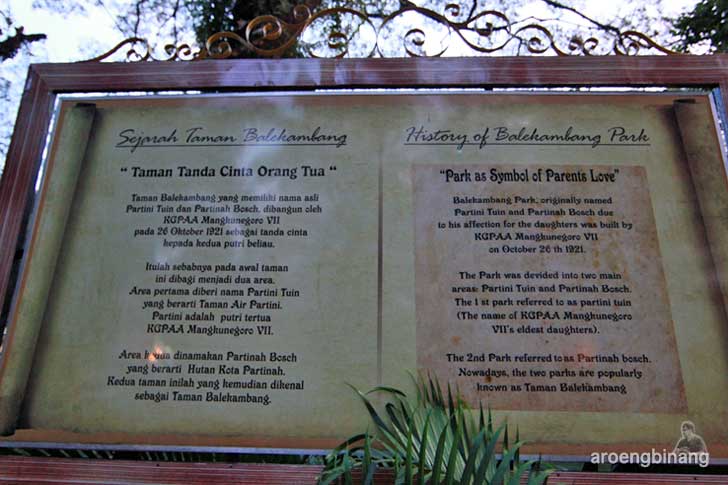 Sejarah Taman Balekambang
" Taman Tanda Cinta Orang Tua "
Taman Balekambang yang memiliki nama asli
Partini Tuin dan Partinah Bosch, dibangun oleh
KGPAA Mangkunegoro VII
pada 26 Oktober 1921 sebagai tanda cinta
kepada kedua putri beliau.
Itulah sebabnya pada awal taman
ini dibagi menjadi dua area.
Area pertama diberi nama Partini Tuin
yang berarti Taman Air Partini.
Partini adalah putri tertua
KGPAA Mangkunegoro VII.
Area kedua dinamakan Partinah Bosch
yang berarti Hutan Kota Partinah.
Kedua taman inilah yang kemudian dikenal
sebagai Taman Balekambang.
History of Balekambang Park
"Park as Symbol of Parents Love"
Balekambang Park, originally named
Partini Tuin and Partinah Bosch due
to his affection for the daughters was built by
KGPAA Mangkunegoro VII
on October 26 th 1921.
The Park was devided into two main
areas: Partini Tuin and Partinah Bosch.
The 1 st park referred to as partini tuin
(The name of KGPAA Mangkunegoro
VII's eldest daughters).
The 2nd Park referred to as Partinah bosch.
Nowadays, the two parks are popularly
known as Taman Balekambang
aroengbinang